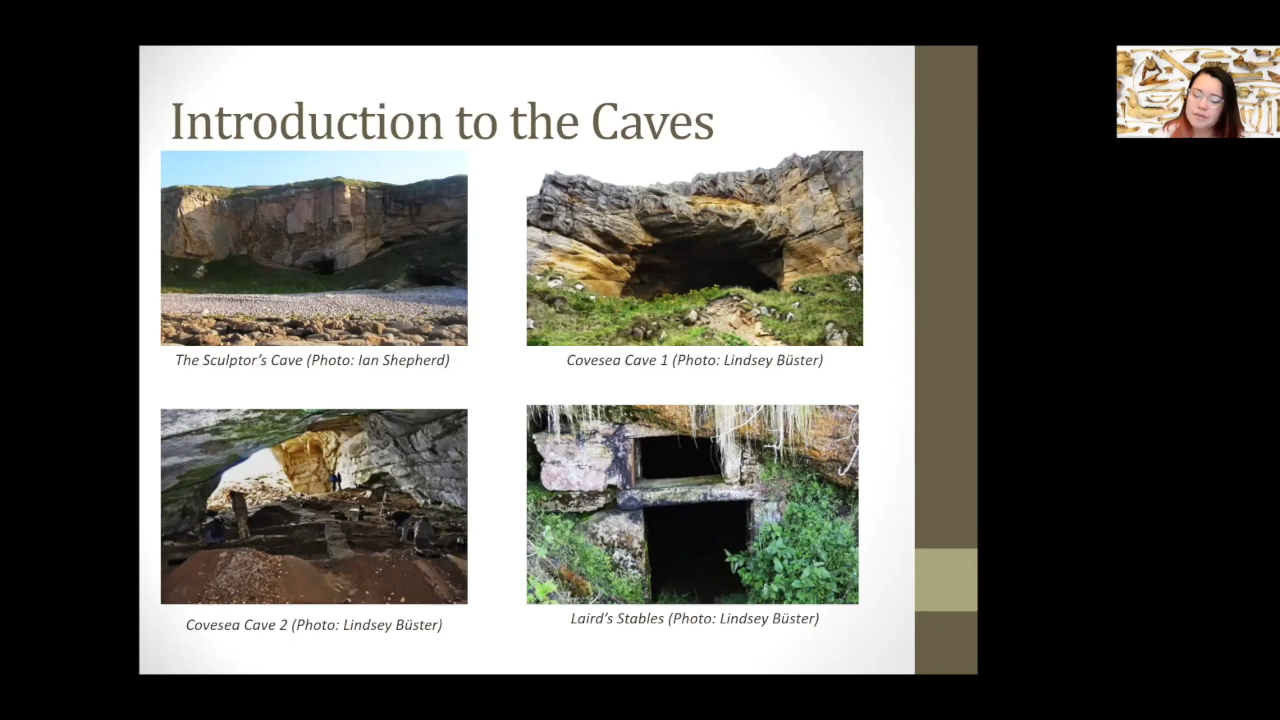 Introduction to the Caves
The Sculptor's Cave (Photo: Ian Shepherd)
Covesea Cave 1 (Photo: Lindsey Büster)
Covesea Cave 2 (Photo: Lindsey Büster)
Laird's Stables (Photo: Lindsey Büster)